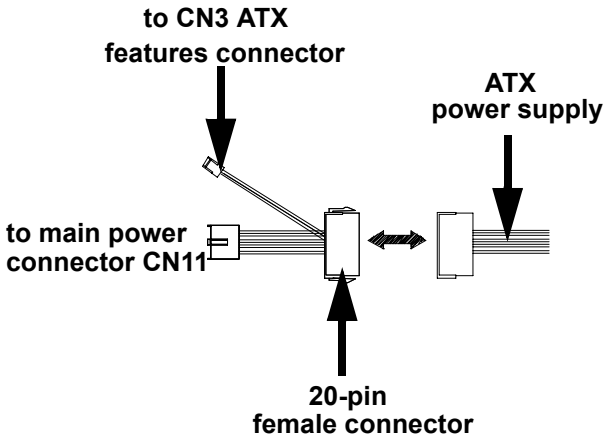 to CN3 ATX
features connector
ATX
power supply
to main power
connector CN11
20-pin
female connector